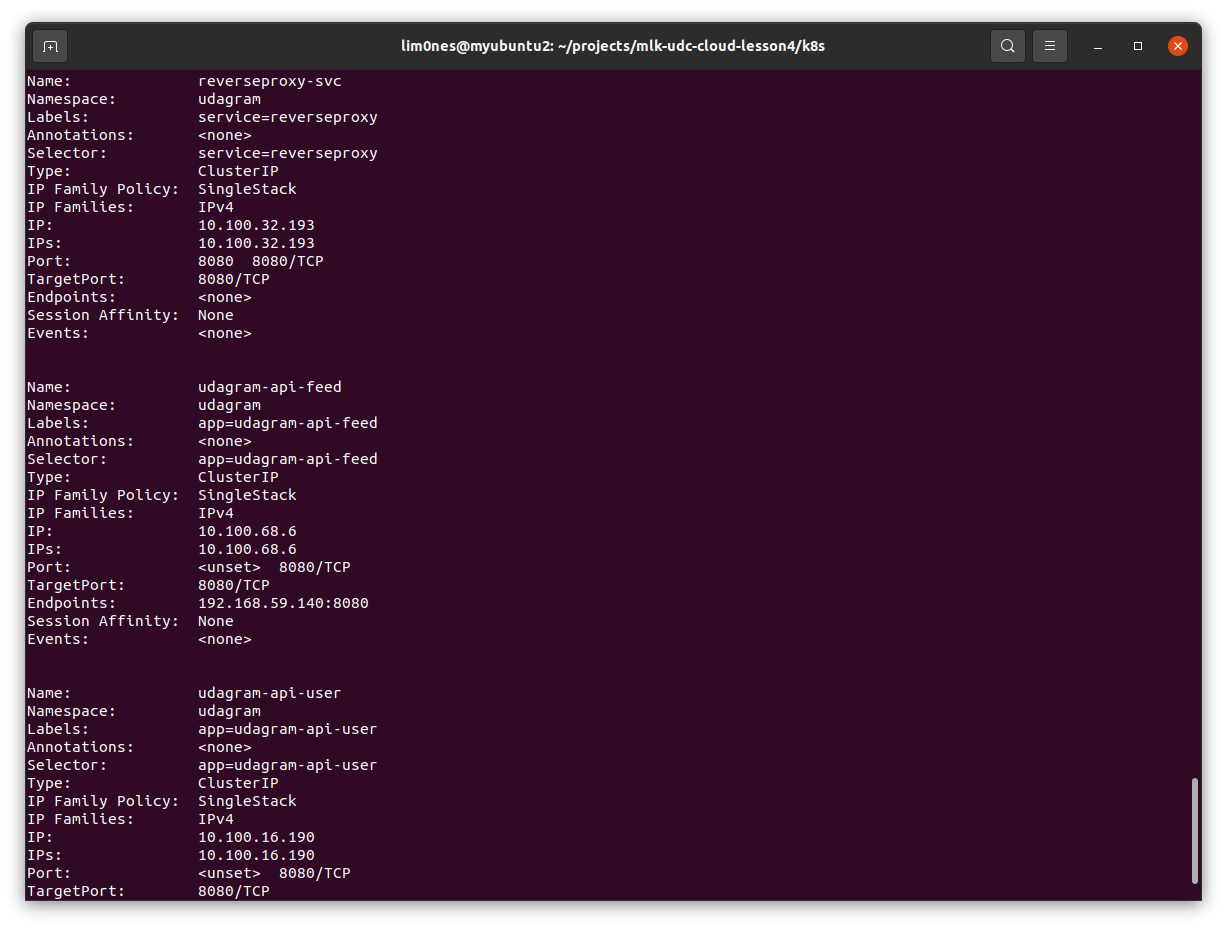 lim0nes@myubuntu2: ~/projects/mlk-udc-cloud-lesson4/k8s
Name:              reverseproxy-svc
Namespace:         udagram
Labels:            service=reverseproxy
Annotations:       <none>
Selector:          service=reverseproxy
Type:              ClusterIP
IP Family Policy:  SingleStack
IP Families:       IPv4
IP:                10.100.32.193
IPs:               10.100.32.193
Port:              8080  8080/TCP
TargetPort:        8080/TCP
Endpoints:         <none>
Session Affinity:  None
Events:            <none>
Name:              udagram-api-feed
Namespace:         udagram
Labels:            app=udagram-api-feed
Annotations:       <none>
Selector:          app=udagram-api-feed
Type:              ClusterIP
IP Family Policy:  SingleStack
IP Families:       IPv4
IP:                10.100.68.6
IPs:               10.100.68.6
Port:              <unset>  8080/TCP
TargetPort:        8080/TCP
Endpoints:         192.168.59.140:8080
Session Affinity:  None
Events:            <none>
Name:              udagram-api-user
Namespace:         udagram
Labels:            app=udagram-api-user
Annotations:       <none>
Selector:          app=udagram-api-user
Type:              ClusterIP
IP Family Policy:  SingleStack
IP Families:       IPv4
IP:                10.100.16.190
IPs:               10.100.16.190
Port:              <unset>  8080/TCP
TargetPort:        8080/TCP